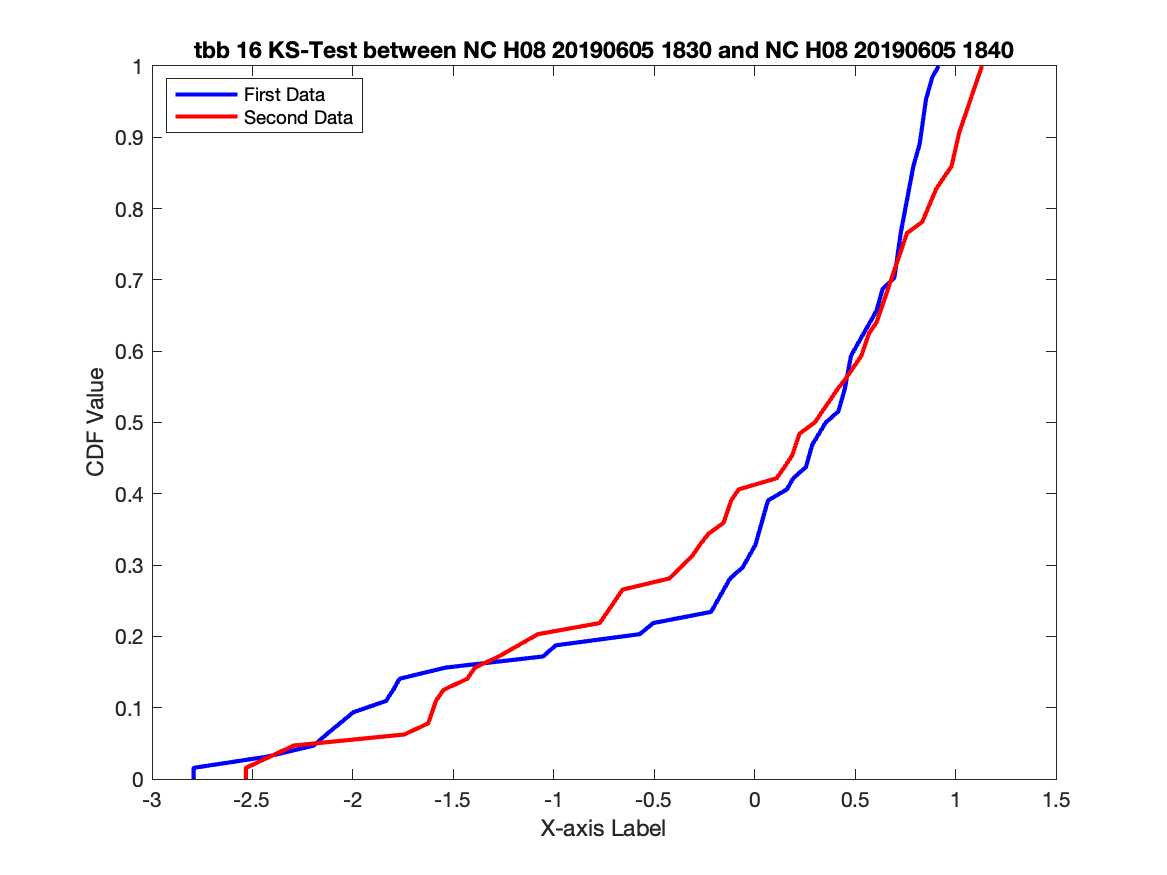 tbb 16 KS-Test between NC H08 20190605 1830 and NC H08 20190605 1840
First Data
Second Data
1
0.9
0.8
0.7
0.6
0.5
0.4
0.3
0.2
0.1
0
CDF Value
-3 -2.5 -2 -1.5 -1 -0.5 0 0.5 1 1.5
X-axis Label